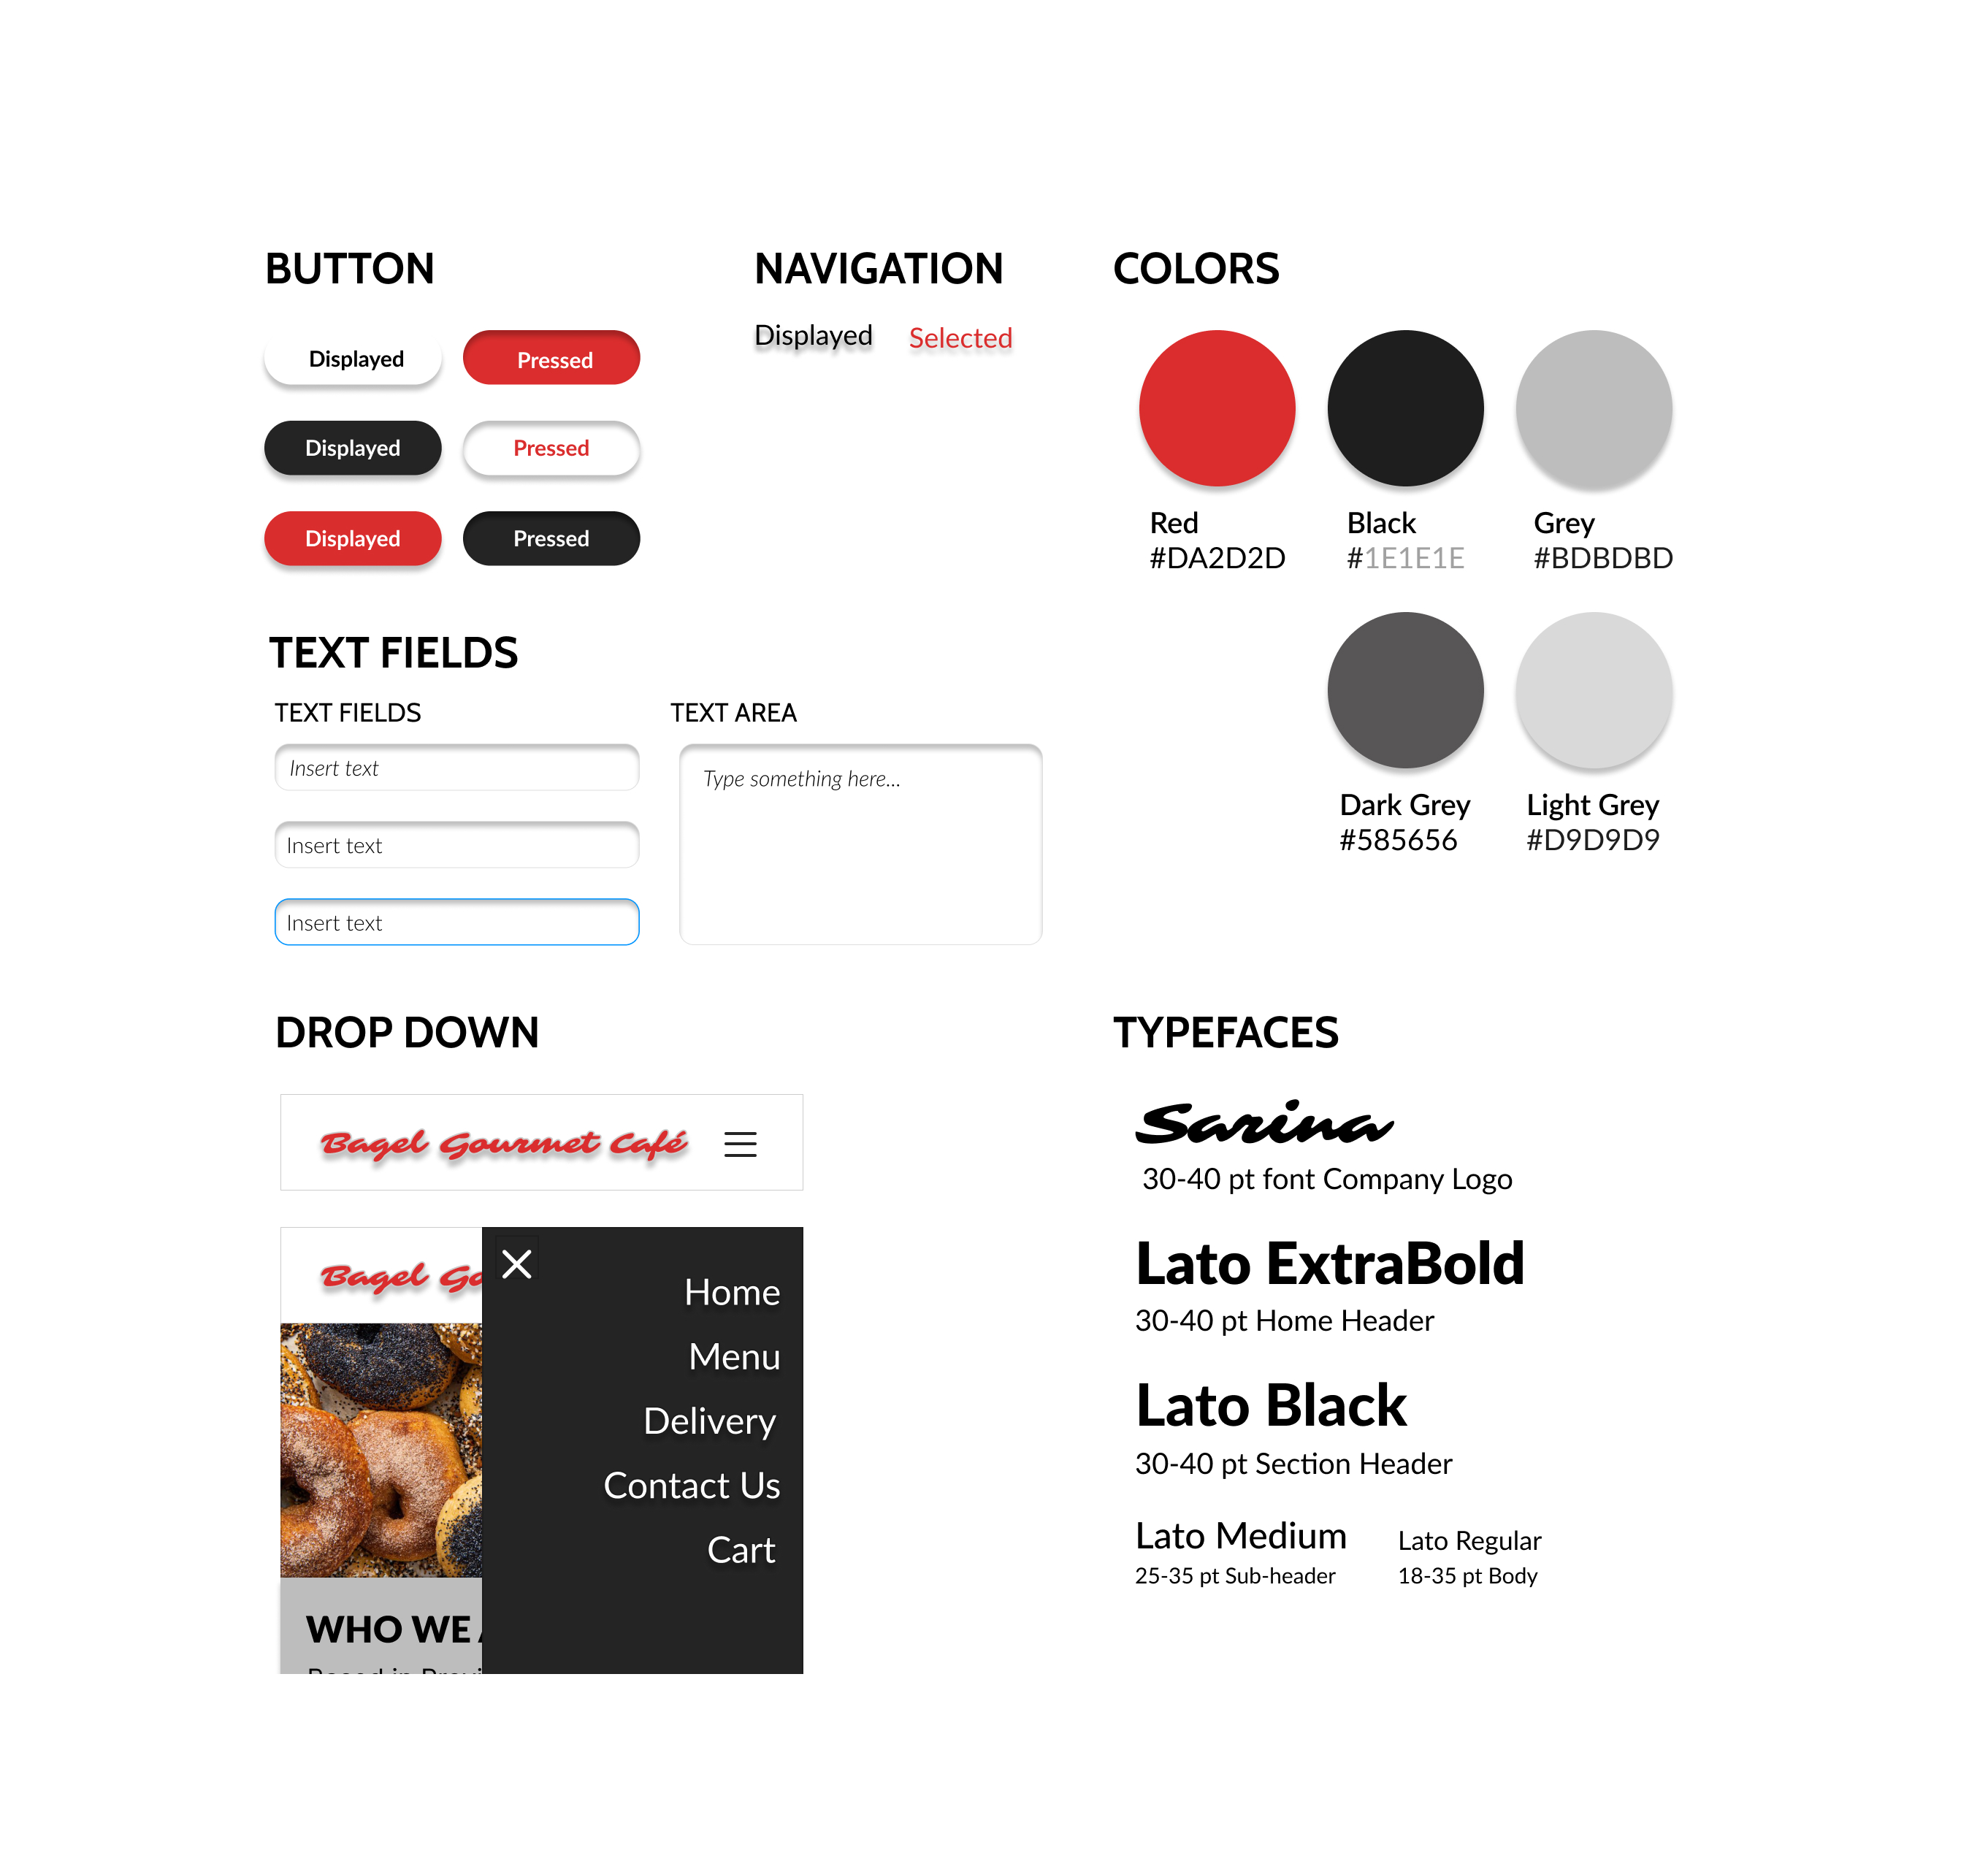 BUTTON
Displayed
Pressed
Displayed
Pressed
Displayed
Pressed
NAVIGATION
Displayed
Selected
COLORS
Red
#DA2D2D
Black
#1E1E1E
Grey
#BDBDBD
Dark Grey
#585656
Light Grey
#D9D9D9
TEXT FIELDS
TEXT FIELDS
Insert text
Insert text
Insert text
TEXT AREA
Type something here...
DROP DOWN
Bagel Gourmet Café
Bagel Go
Home
Menu
Delivery
Contact Us
Cart
WHO WE
Based in Provi
TYPEFACES
Sarina
30-40 pt font Company Logo
Lato ExtraBold
30-40 pt Home Header
Lato Black
30-40 pt Section Header
Lato Medium
25-35 pt Sub-header
Lato Regular
18-35 pt Body